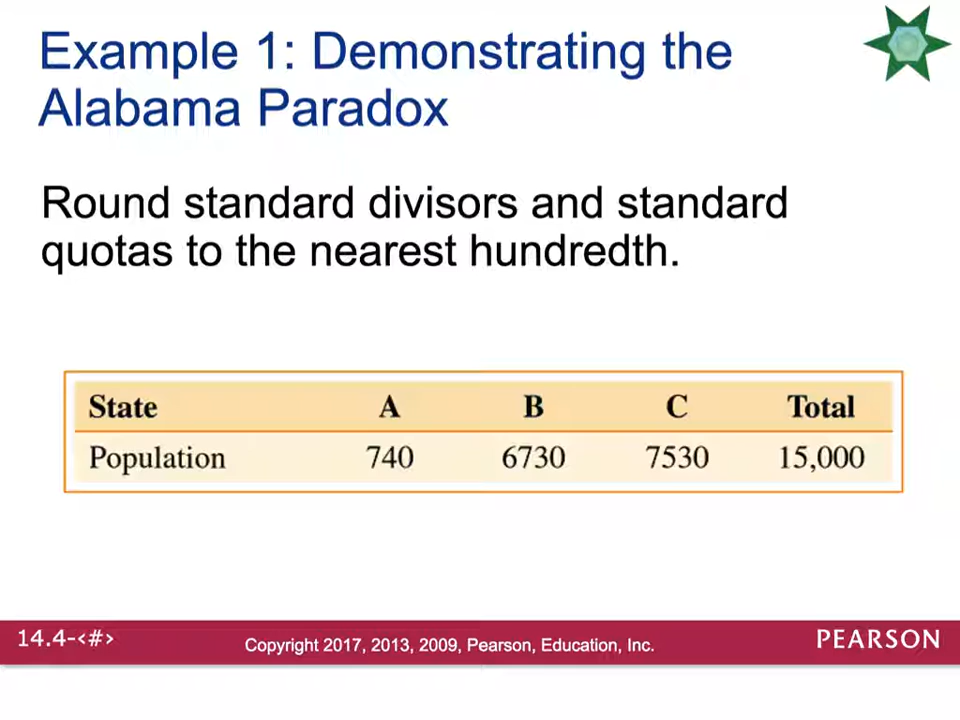 Example 1: Demonstrating the
Alabama Paradox
Round standard divisors and standard
quotas to the nearest hundredth.
State A B C Total
Population 740 6730 7530 15,000
14.4-<#>
Copyright 2017, 2013, 2009, Pearson, Education, Inc.
PEARSON